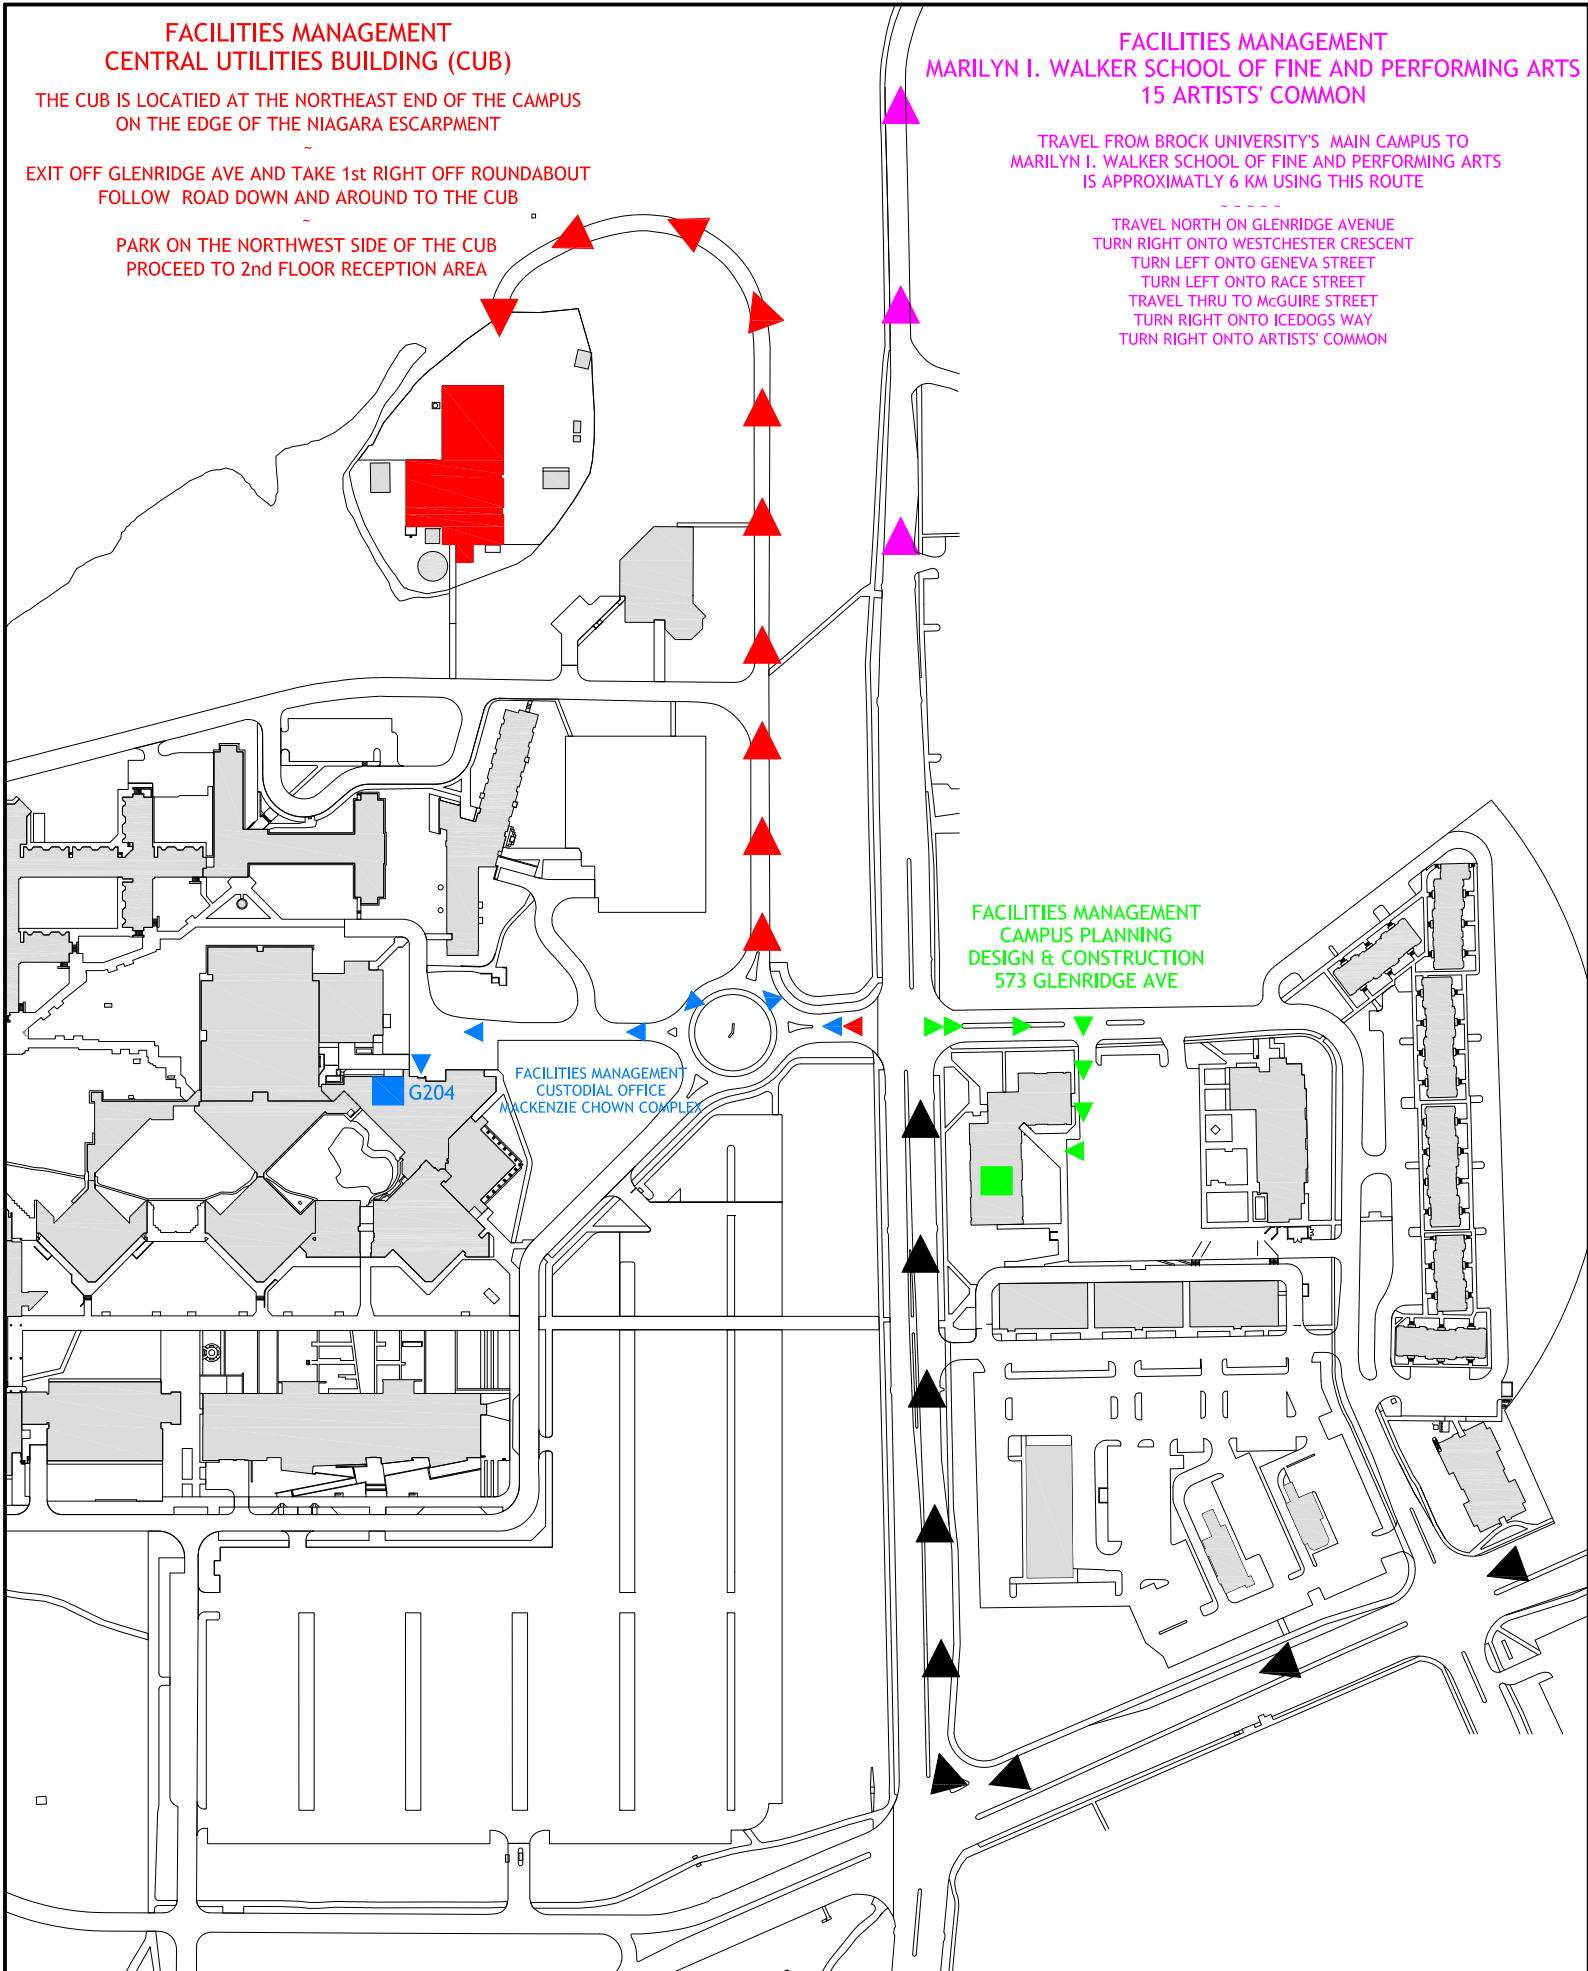 FACILITIES MANAGEMENT
CENTRAL UTILITIES BUILDING (CUB)
THE CUB IS LOCATIED AT THE NORTHEAST END OF THE CAMPUS
ON THE EDGE OF THE NIAGARA ESCARPMENT
~
EXIT OFF GLENRIDGE AVE AND TAKE 1st RIGHT OFF ROUNDABOUT
FOLLOW ROAD DOWN AND AROUND TO THE CUB
~
PARK ON THE NORTHWEST SIDE OF THE CUB
PROCEED TO 2nd FLOOR RECEPTION AREA
FACILITIES MANAGEMENT
MARILYN I. WALKER SCHOOL OF FINE AND PERFORMING ARTS
15 ARTISTS' COMMON
TRAVEL FROM BROCK UNIVERSITY'S MAIN CAMPUS TO
MARILYN I. WALKER SCHOOL OF FINE AND PERFORMING ARTS
IS APPROXIMATLY 6 KM USING THIS ROUTE
~ ~ ~ ~ ~
TRAVEL NORTH ON GLENRIDGE AVENUE
TURN RIGHT ONTO WESTCHESTER CRESCENT
TURN LEFT ONTO GENEVA STREET
TURN LEFT ONTO RACE STREET
TRAVEL THRU TO McGUIRE STREET
TURN RIGHT ONTO ICEDOGS WAY
TURN RIGHT ONTO ARTISTS' COMMON
FACILITIES MANAGEMENT
CAMPUS PLANNING
DESIGN & CONSTRUCTION
573 GLENRIDGE AVE
FACILITIES MANAGEMENT
CUSTODIAL OFFICE
MACKENZIE CHOWN COMPLEX
G204